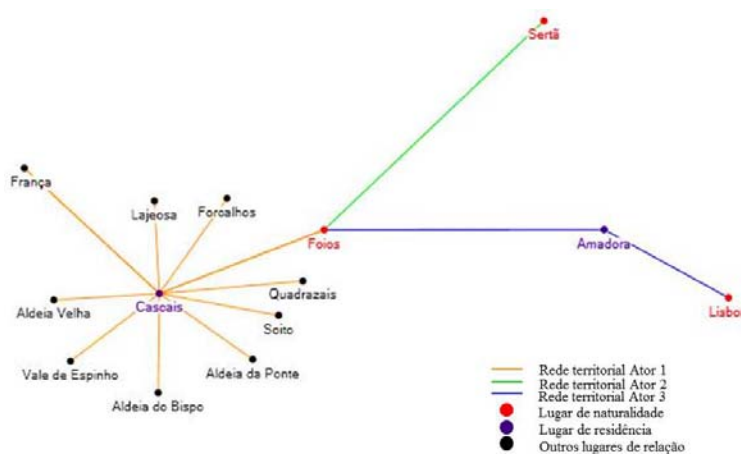 Sertã
França
Lajeosa
Forcalhos
Foios
Amadora
Quadrazais
Cascais
Lisboa
Aldeia Velha
Soito
Vale de Espinho
Aldeia da Ponte
Aldeia do Bispo
Rede territorial Ator 1
Rede territorial Ator 2
Rede territorial Ator 3
Lugar de naturalidade
Lugar de residência
Outros lugares de relação